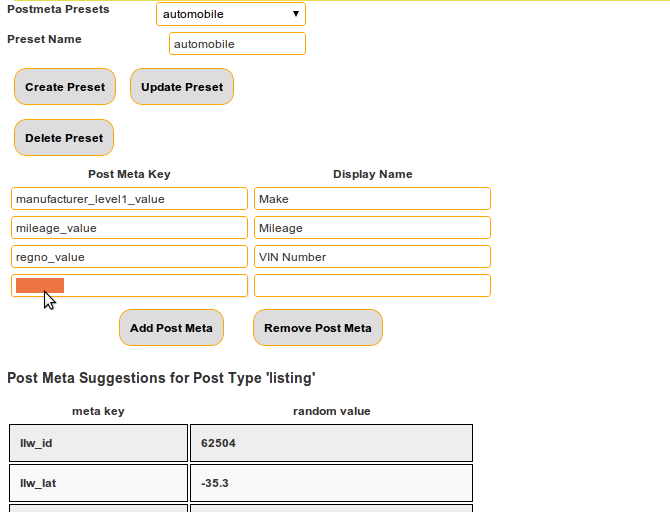 Postmeta Presets automobile
Preset Name automobile
Create Preset Update Preset
Delete Preset
Post Meta Key Display Name
manufacturer_level1_value Make
mileage_value Mileage
regno_value VIN Number
Add Post Meta Remove Post Meta
Post Meta Suggestions for Post Type 'listing'
meta key random value
llw_id 62504
llw_lat -35.3